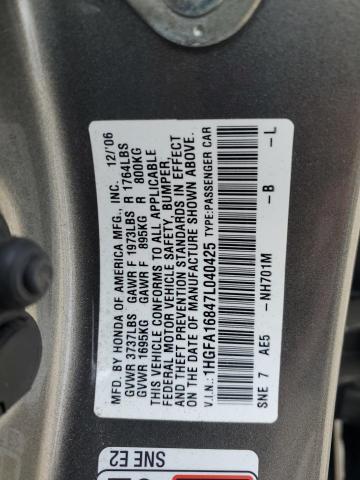 MFD. BY HONDA OF AMERICA MFG., INC. 12/'06
GVWR 3737LBS GAWR F 1973LBS R 1764LBS
GVWR 1695KG GAWR F 895KG R 800KG
THIS VEHICLE CONFORMS TO ALL APPLICABLE
FEDERAL MOTOR VEHICLE SAFETY, BUMPER,
AND THEFT PREVENTION STANDARDS IN EFFECT
ON THE DATE OF MANUFACTURE SHOWN ABOVE.
V.I.N.: 1HGFA16847L040425 TYPE:PASSENGER CAR
SNE 7 AE5 -NH701M -B -L
SNE E2